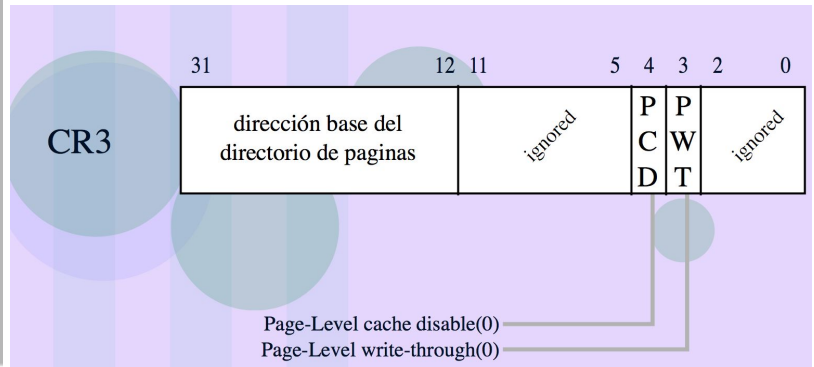 31 12 11 5 4 3 2 0
CR3
dirección base del
directorio de paginas
ignored
P
C
D
P
W
T
ignored
Page-Level cache disable(0)
Page-Level write-through(0)